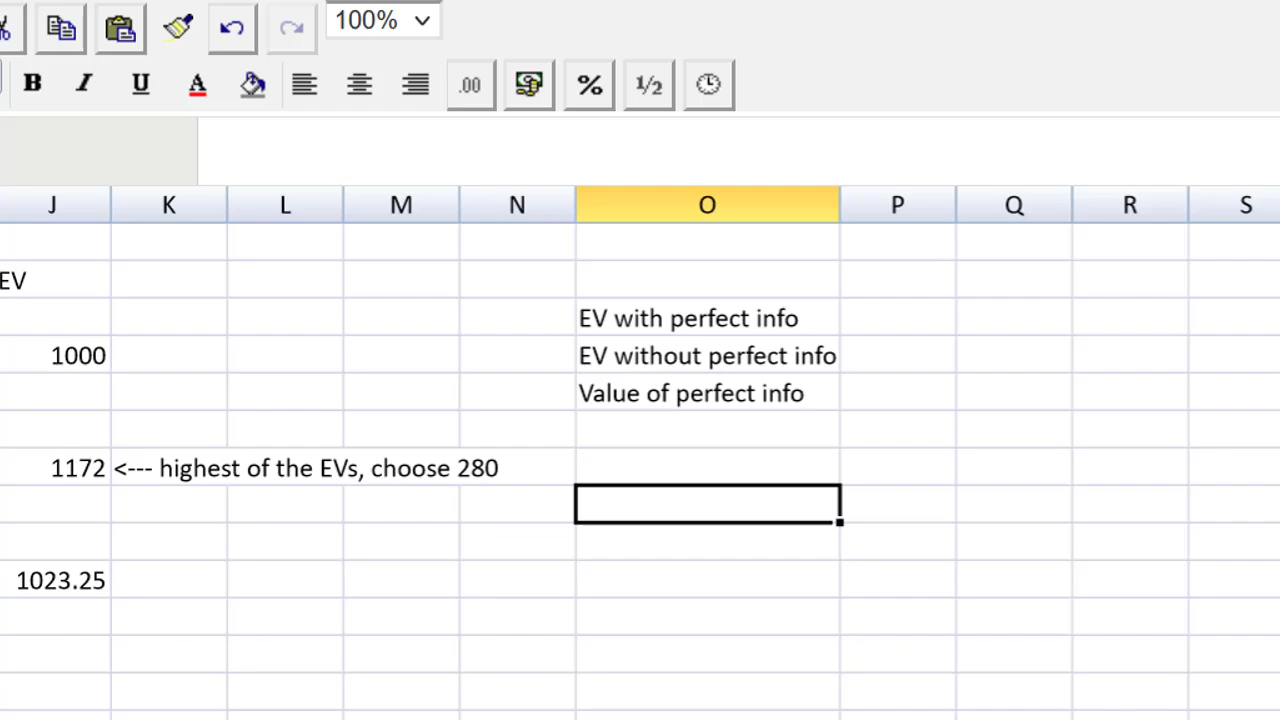 100%
B I U A .00 % 1/2
J K L M N O P Q R S
EV
EV with perfect info
1000 EV without perfect info
Value of perfect info
1172 <--- highest of the EVs, choose 280
1023.25